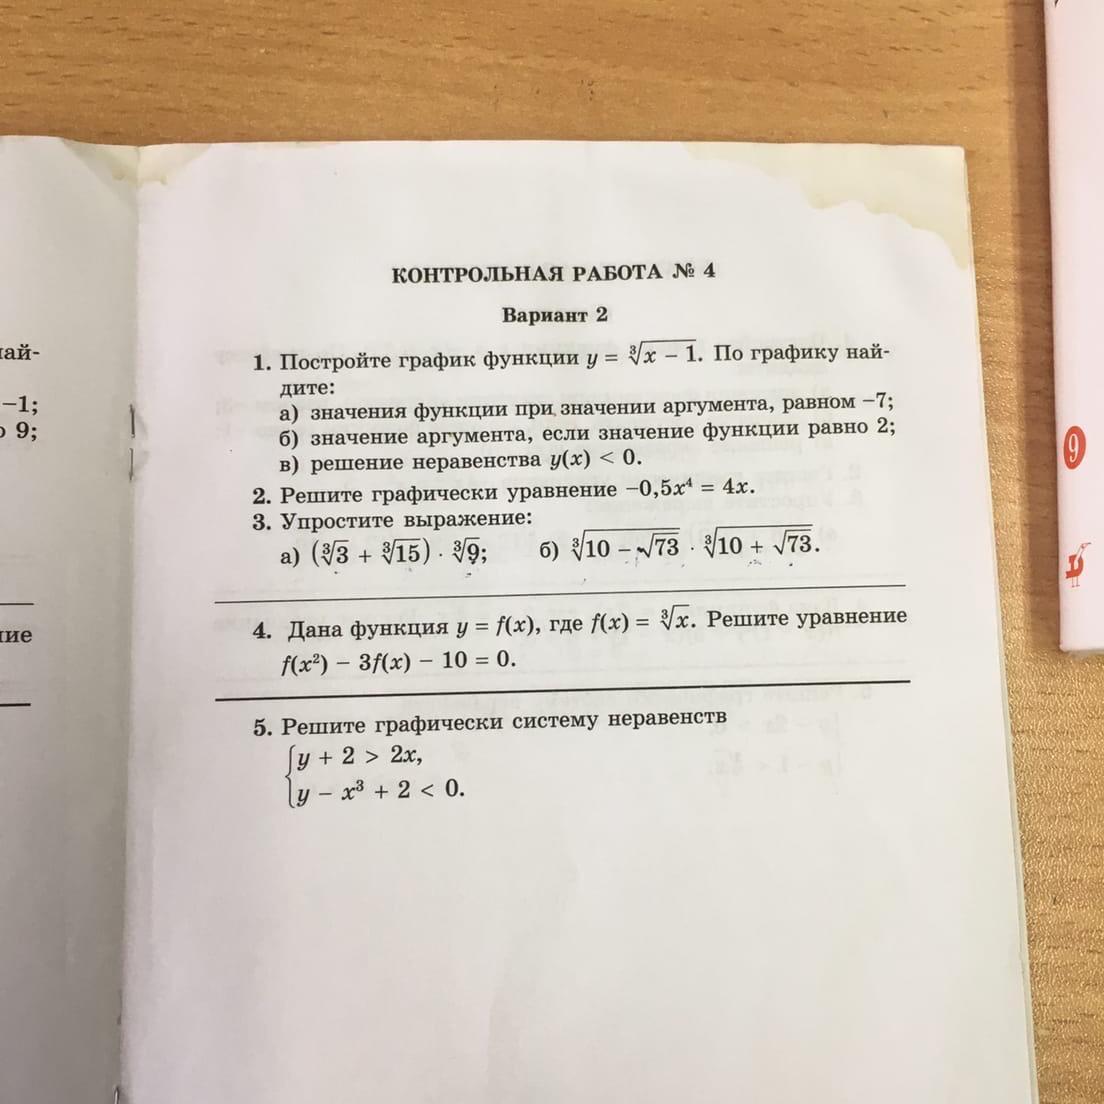 най-
–1;
о 9;
ние
КОНТРОЛЬНАЯ РАБОТА № 4
Вариант 2
1. Постройте график функции y = ∛(x – 1). По графику най-
дите:
а) значения функции при значении аргумента, равном –7;
б) значение аргумента, если значение функции равно 2;
в) решение неравенства y(x) < 0.
2. Решите графически уравнение –0,5x⁴ = 4x.
3. Упростите выражение:
а) (∛3 + ∛15) · ∛9; б) ∛(10 – √73) · ∛(10 + √73).
4. Дана функция y = f(x), где f(x) = ∛x. Решите уравнение
f(x²) – 3f(x) – 10 = 0.
5. Решите графически систему неравенств
{y + 2 > 2x,
y – x³ + 2 < 0.
9